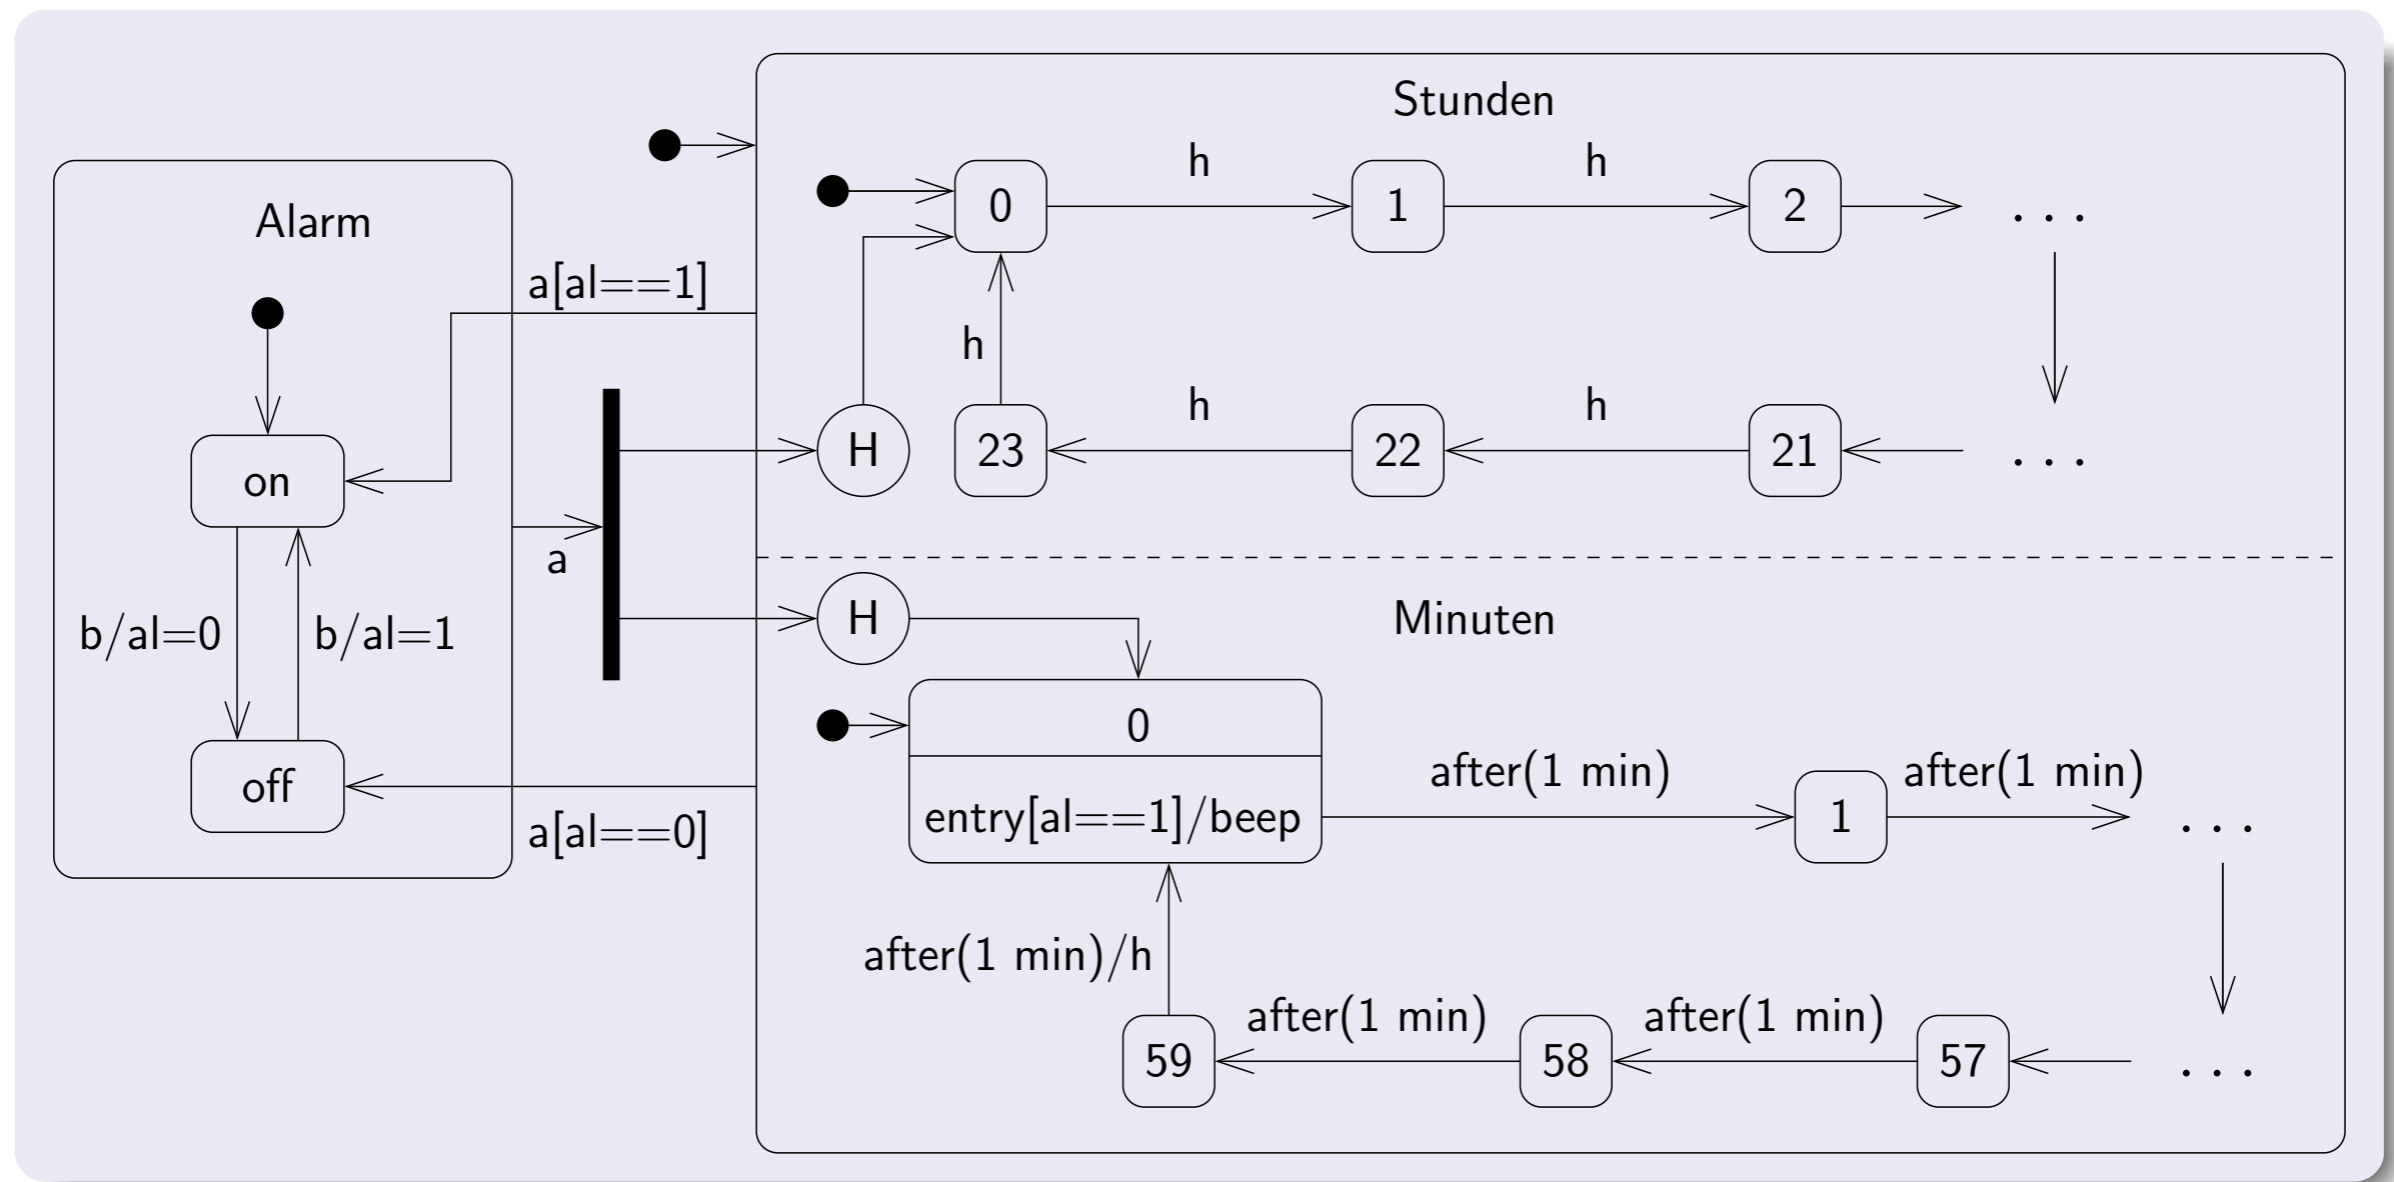 Stunden
h
h
0
1
2
. . .
Alarm
a[al==1]
h
h
h
H
23
22
21
. . .
on
a
b/al=0
b/al=1
H
Minuten
0
entry[al==1]/beep
off
a[al==0]
after(1 min)
1
after(1 min)
. . .
after(1 min)/h
after(1 min)
after(1 min)
59
58
57
. . .